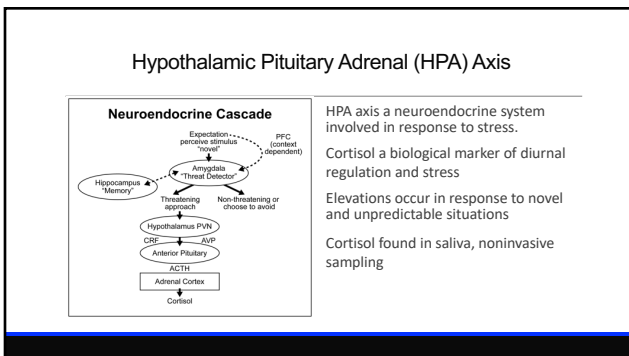 Hypothalamic Pituitary Adrenal (HPA) Axis
Neuroendocrine Cascade
Expectation
perceive stimulus
"novel"
PFC
(context
dependent)
Amygdala
"Threat Detector"
Hippocampus
"Memory"
Threatening
approach
Non-threatening or
choose to avoid
Hypothalamus PVN
CRF AVP
Anterior Pituitary
ACTH
Adrenal Cortex
Cortisol
HPA axis a neuroendocrine system
involved in response to stress.
Cortisol a biological marker of diurnal
regulation and stress
Elevations occur in response to novel
and unpredictable situations
Cortisol found in saliva, noninvasive
sampling